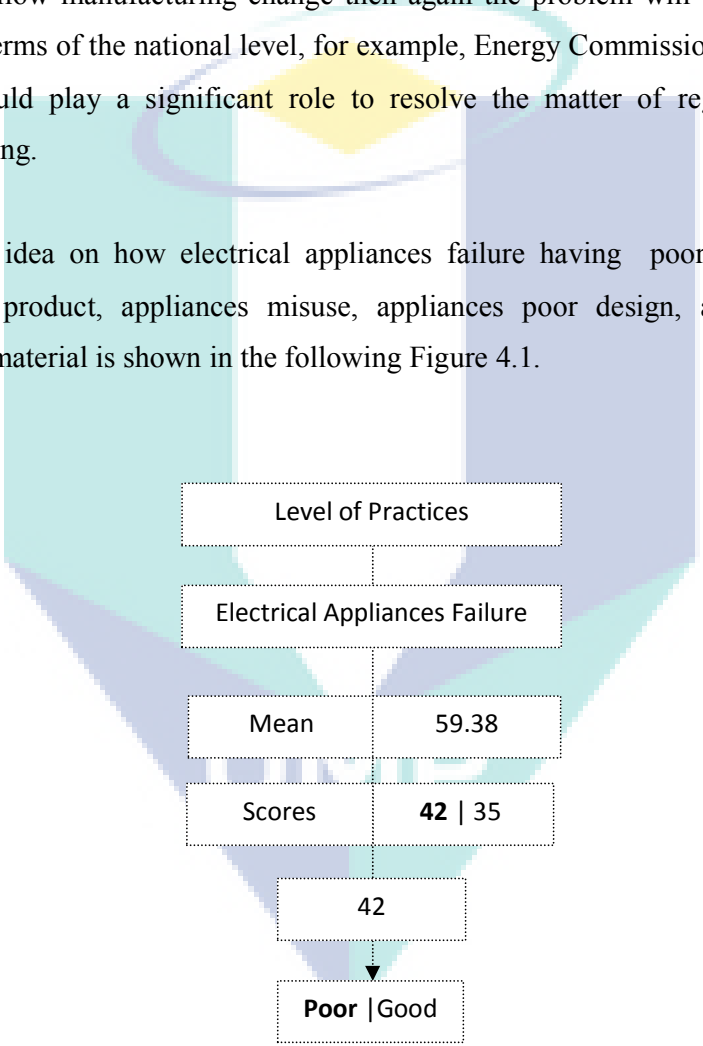 low manufacturing change then again the problem will
terms of the national level, for example, Energy Commissio
uld play a significant role to resolve the matter of re
ng.
idea on how electrical appliances failure having poor
product, appliances misuse, appliances poor design, a
material is shown in the following Figure 4.1.
Level of Practices
Electrical Appliances Failure
Mean 59.38
Scores 42 | 35
UMP
42
Poor |Good